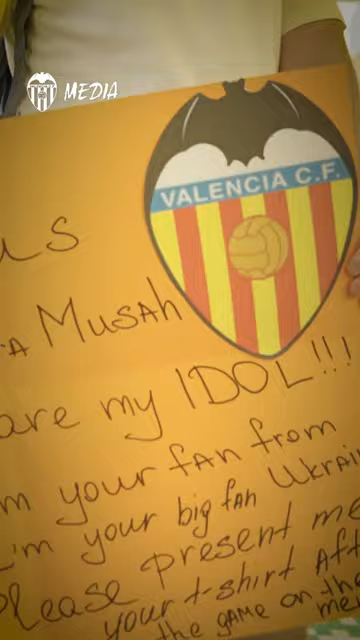 MEDIA
VALENCIA C.F.
Musah
are my IDOL!!!
your fan from
I'm your big fan Ukrai
Please present me
your t-shirt aft
the game on the
me